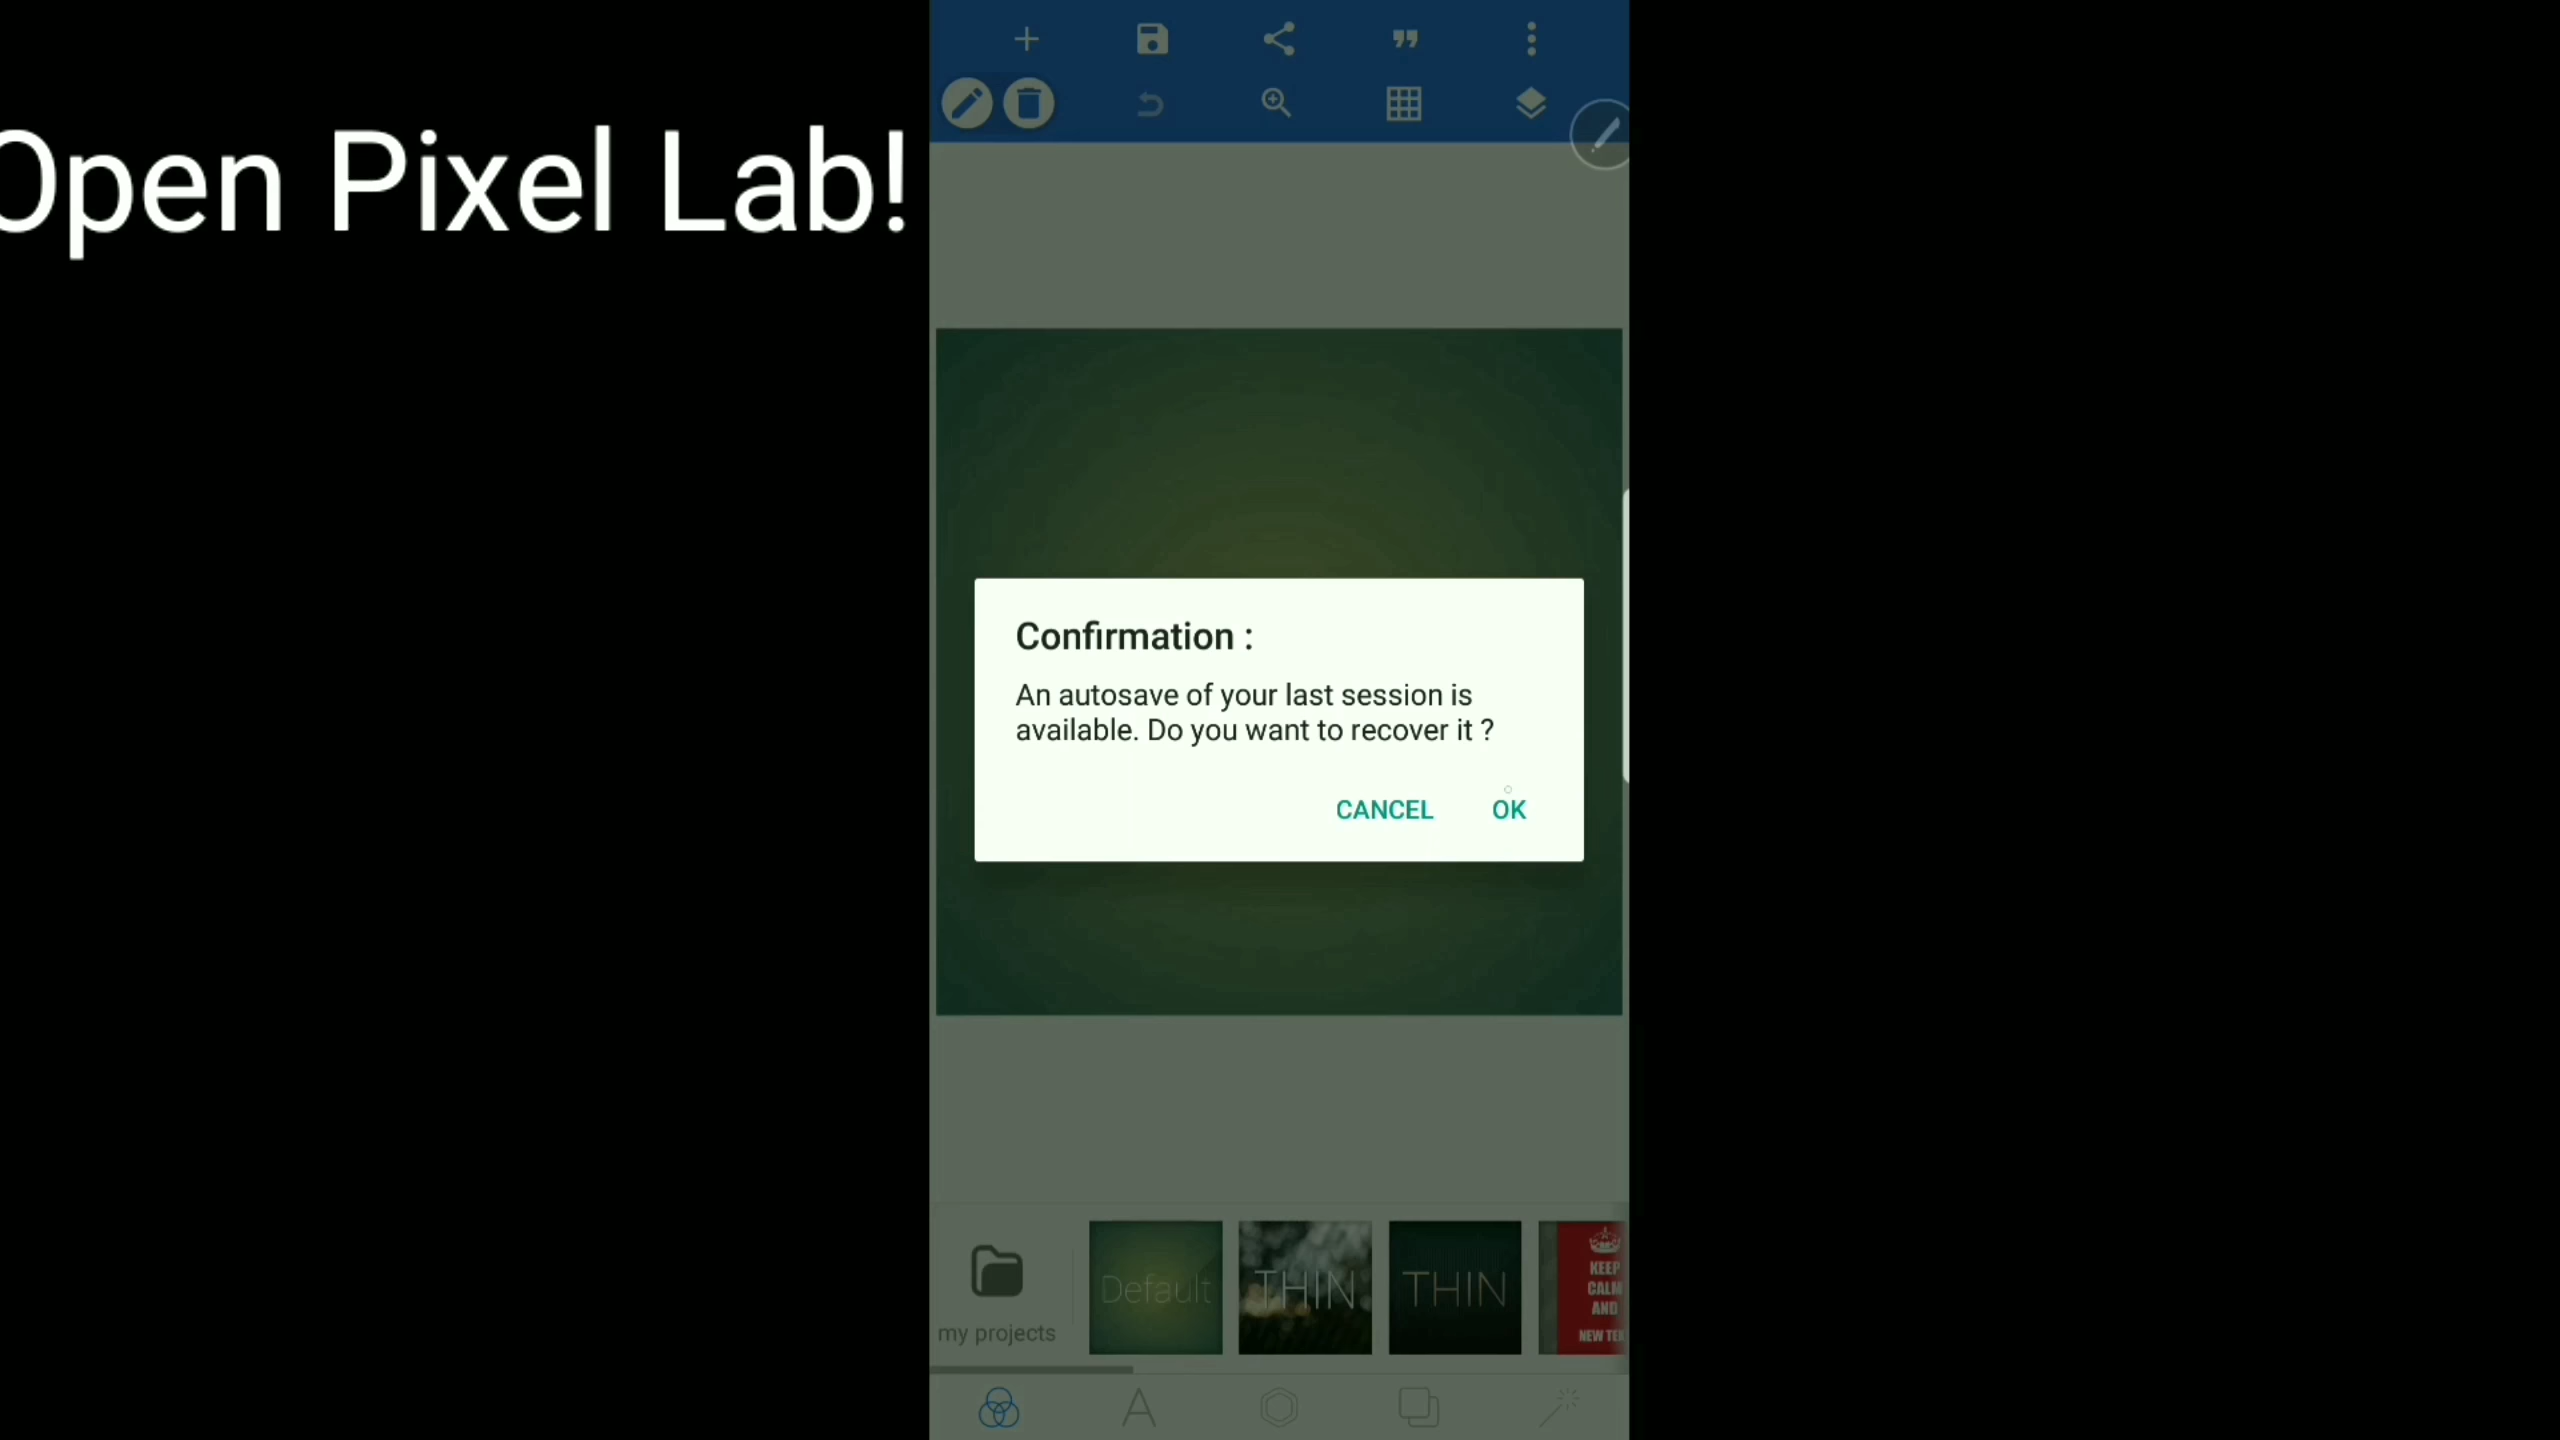 Open Pixel Lab!
Confirmation :
An autosave of your last session is
available. Do you want to recover it ?
CANCEL
OK
my projects
Default
THIN
THIN
KEEP
CALM
AND
NEW